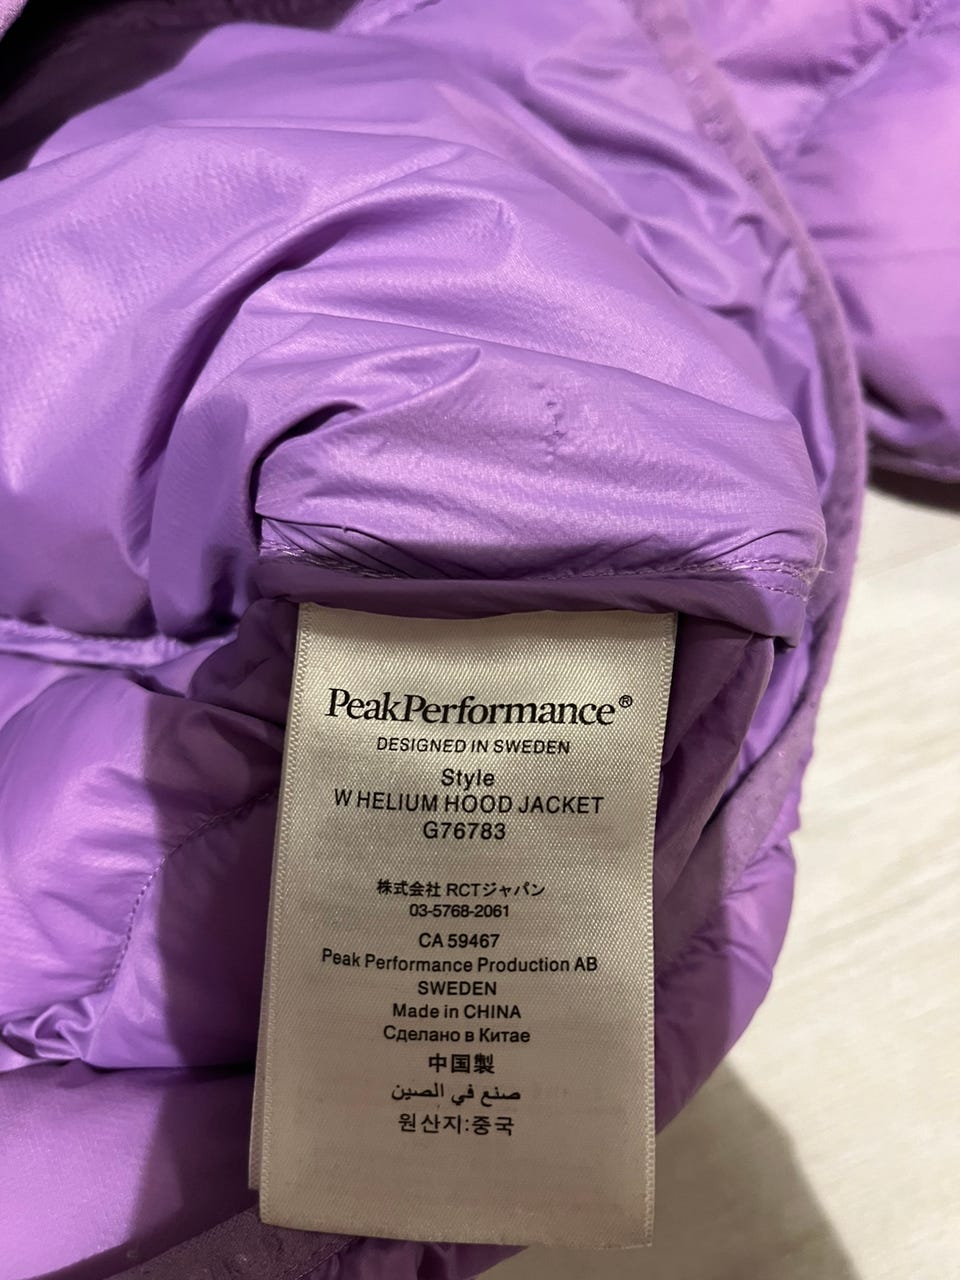 PeakPerformance®
DESIGNED IN SWEDEN
Style
W HELIUM HOOD JACKET
G76783
株式会社 RCTジャパン
03-5768-2061
CA 59467
Peak Performance Production AB
SWEDEN
Made in CHINA
Сделано в Китае
中国製
صنع في الصين
원산지:중국